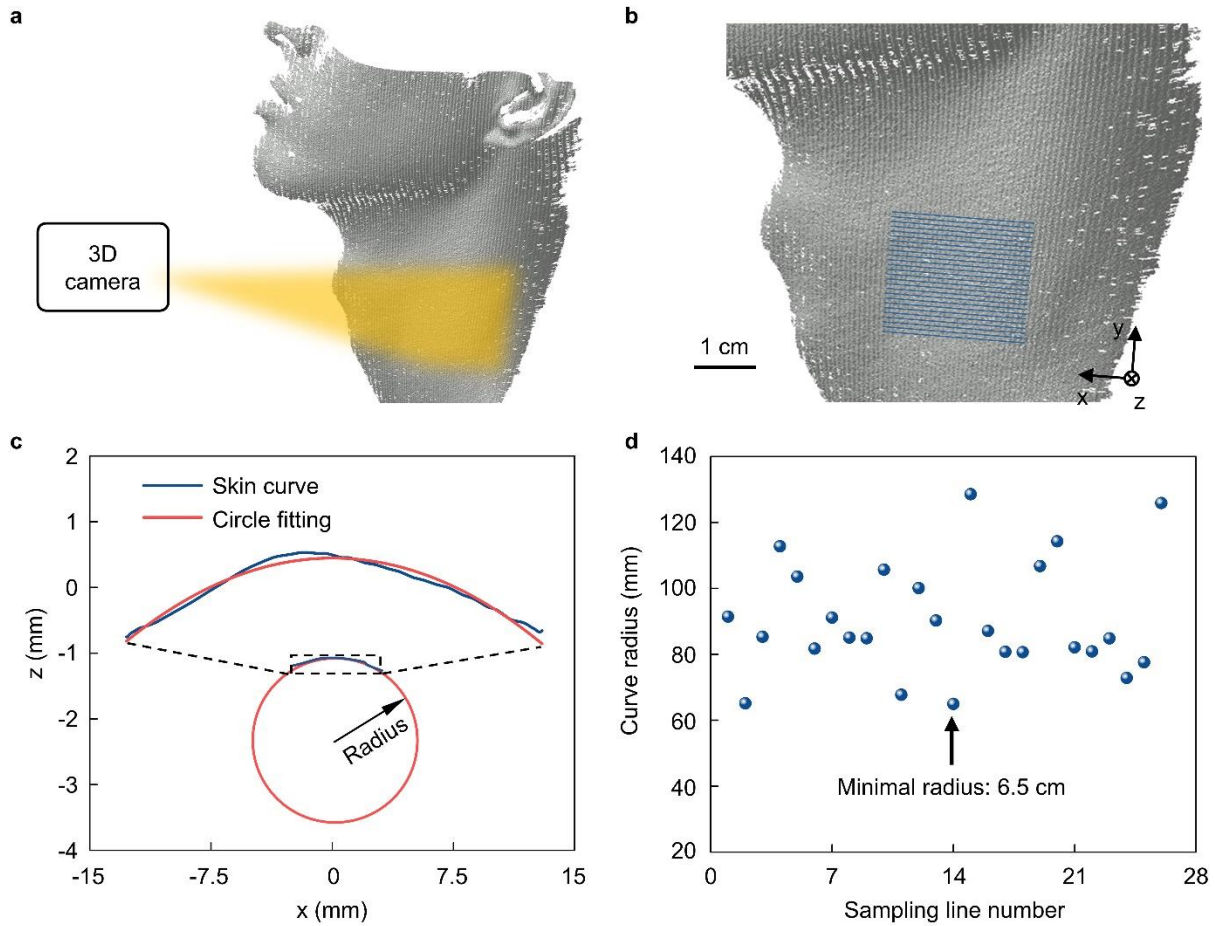 a
3D
camera
b
1 cm
y
x
z
c
2
1
0
-1
-2
-3
-4
z (mm)
Skin curve
Circle fitting
Radius
-15
-7.5
0
7.5
15
x (mm)
d
140
120
100
80
60
40
20
Curve radius (mm)
Minimal radius: 6.5 cm
0
7
14
21
28
Sampling line number